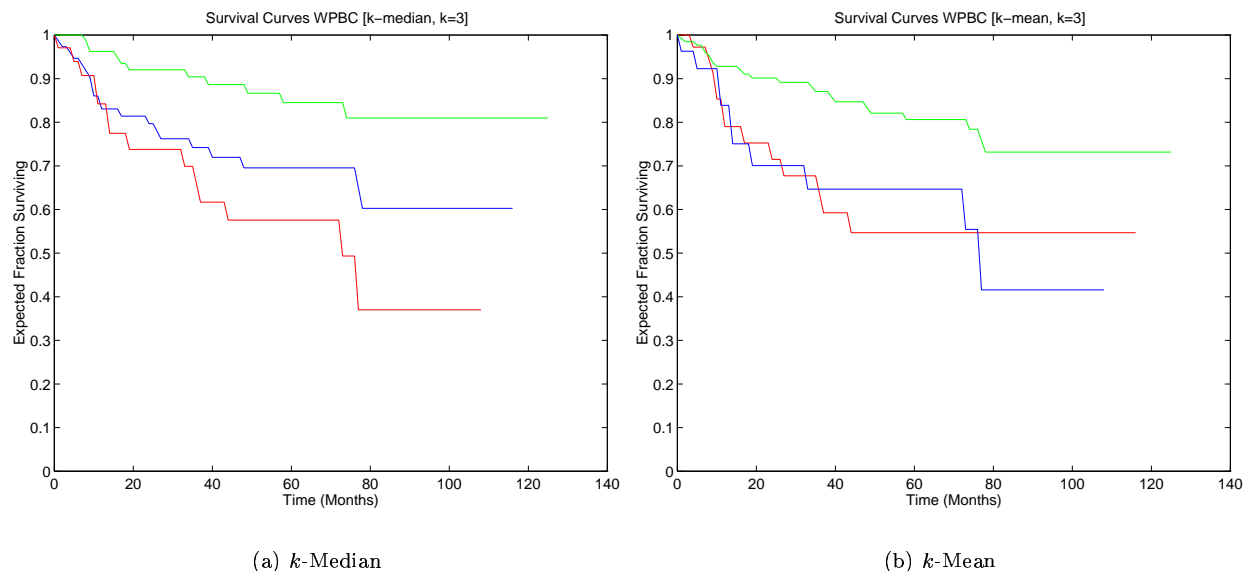 Survival Curves WPBC [k−median, k=3]
1
0.9
0.8
0.7
0.6
0.5
0.4
0.3
0.2
0.1
0
Expected Fraction Surviving
0 20 40 60 80 100 120 140
Time (Months)
(a) k-Median
Survival Curves WPBC [k−mean, k=3]
1
0.9
0.8
0.7
0.6
0.5
0.4
0.3
0.2
0.1
0
Expected Fraction Surviving
0 20 40 60 80 100 120 140
Time (Months)
(b) k-Mean